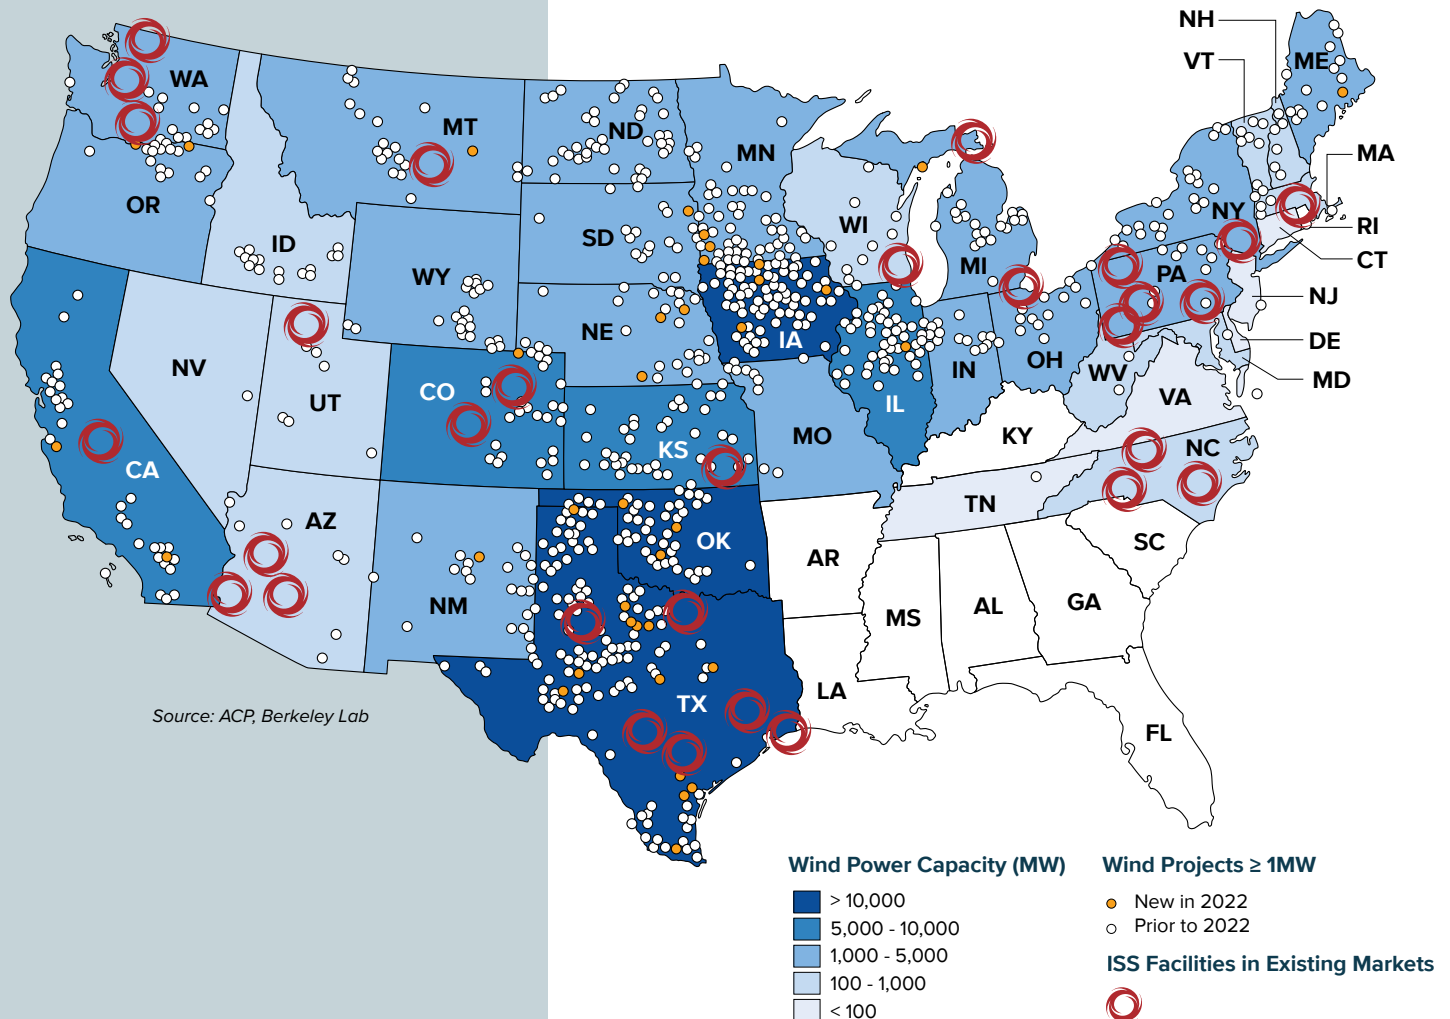 NH
VT
ME
WA
MT
ND
MN
MA
OR
ID
SD
WI
NY
RI
WY
MI
PA
CT
NE
NJ
IA
OH
DE
NV
UT
CO
IN
WV
MD
IL
VA
CA
KS
MO
KY
NC
AZ
TN
OK
AR
SC
NM
MS
AL
GA
TX
LA
FL
Source: ACP, Berkeley Lab
Wind Power Capacity (MW)
> 10,000
5,000 - 10,000
1,000 - 5,000
100 - 1,000
< 100
Wind Projects ≥ 1MW
New in 2022
Prior to 2022
ISS Facilities in Existing Markets